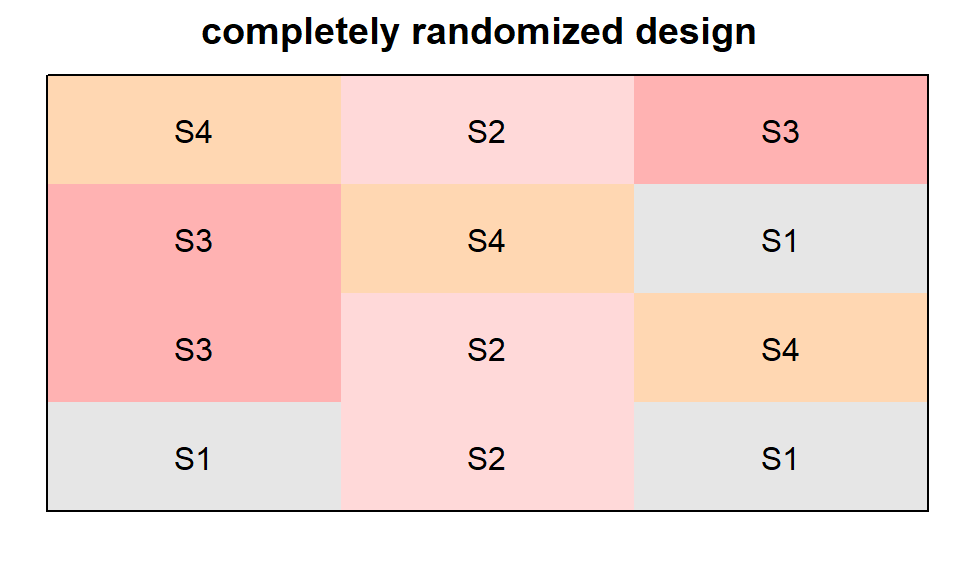 completely randomized design
S4 S2 S3
S3 S4 S1
S3 S2 S4
S1 S2 S1